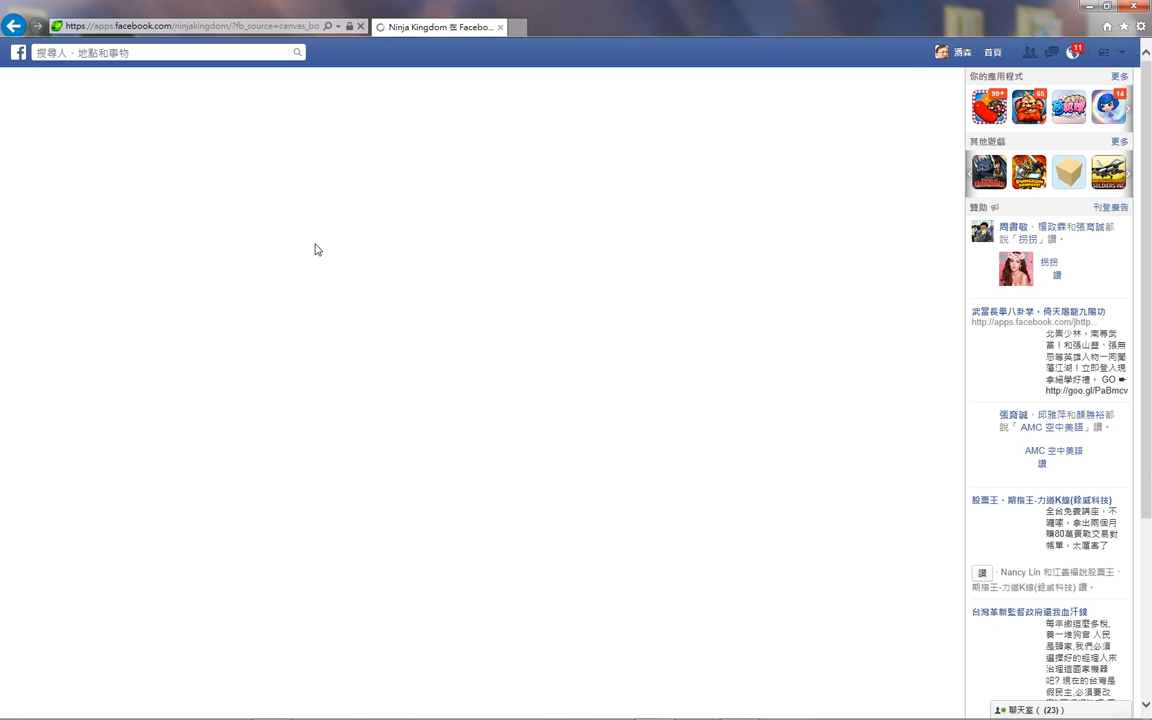 https://apps.facebook.com/ninjakingdom/?fb_source=canvas_bo
Ninja Kingdom 在 Facebo...
搜尋人、地點和事物
湧森 首頁 11
你的應用程式 更多
99+ 65 14
其他遊戲 更多
SOLDIERS INC
贊助 刊登廣告
周書敬、楊政霖和張育誠都
說「拐拐」讚。
拐拐
讚
武當長拳八卦掌，倚天屠龍九陽功
http://apps.facebook.com/jhttp...
北崇少林，南尊武
當！和張山豐、張無
忌等英雄人物一同闖
蕩江湖！立即登入現
拿絕學好禮。 GO ☛
http://goo.gl/PaBmcv
張育誠、邱雅萍和顏勝裕都
說「 AMC 空中美語」讚。
AMC 空中美語
讚
股票王、期指王-力道K線(銓威科技)
全台免費講座，不
囉嗦，拿出兩個月
賺80萬實戰交易對
帳單，太厲害了
讚 · Nancy Lin 和江義福說股票王、
期指王-力道K線(銓威科技) 讚。
台灣革新監督政府還我血汗錢
每年繳這麼多稅,
養一堆狗官 人民
是頭家,我們必須
選擇好的經理人來
治理這國家機器
吧? 現在的台灣是
假民主,必須要改
聊天室 ( (23) )